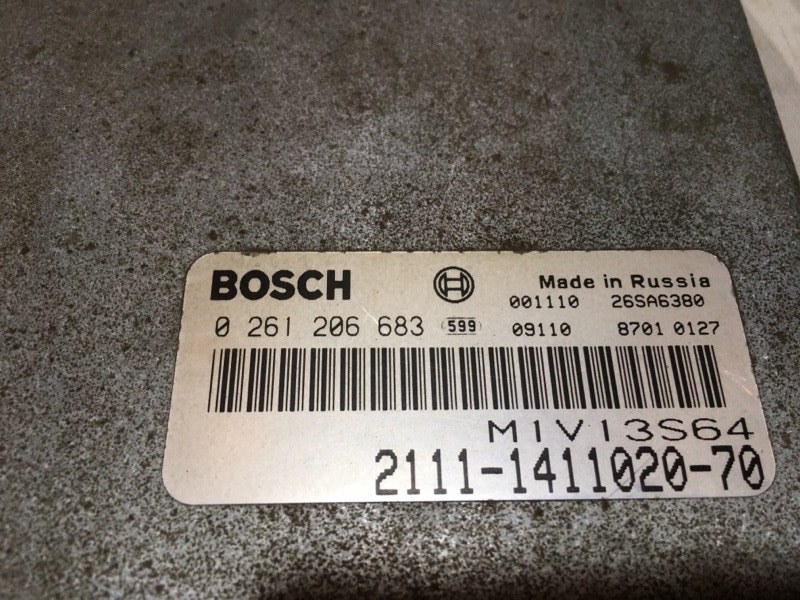 BOSCH Made in Russia
001110 26SA6380
0 261 206 683 599 09110 8701 0127
M1V13S64
2111-1411020-70